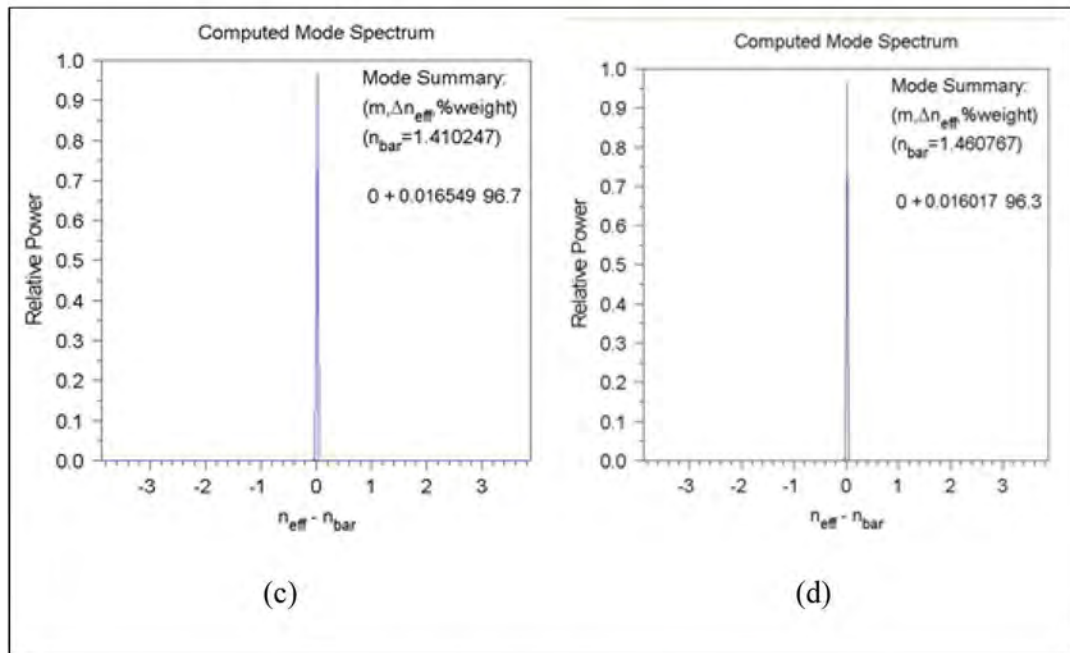 Computed Mode Spectrum
1.0
0.9
0.8
0.7
0.6
0.5
0.4
0.3
0.2
0.1
0.0
Relative Power
Mode Summary:
(m,Δneff,%weight)
(nbar=1.410247)
0 + 0.016549 96.7
-3 -2 -1 0 1 2 3
neff - nbar
(c)
Computed Mode Spectrum
1.0
0.9
0.8
0.7
0.6
0.5
0.4
0.3
0.2
0.1
0.0
Relative Power
Mode Summary:
(m,Δneff,%weight)
(nbar=1.460767)
0 + 0.016017 96.3
-3 -2 -1 0 1 2 3
neff - nbar
(d)